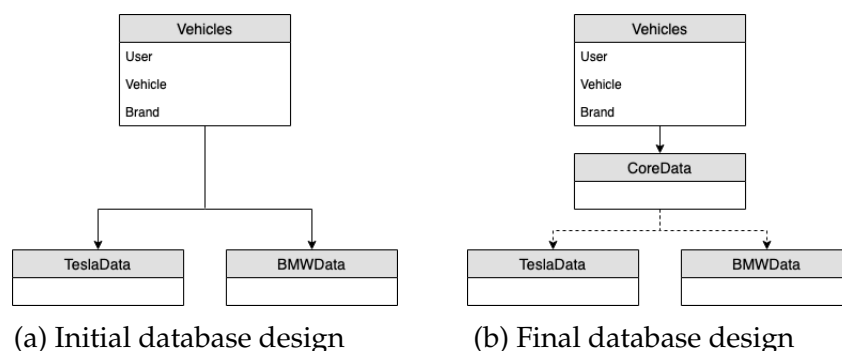 Vehicles
User
Vehicle
Brand
TeslaData
BMWData
(a) Initial database design
Vehicles
User
Vehicle
Brand
CoreData
TeslaData
BMWData
(b) Final database design